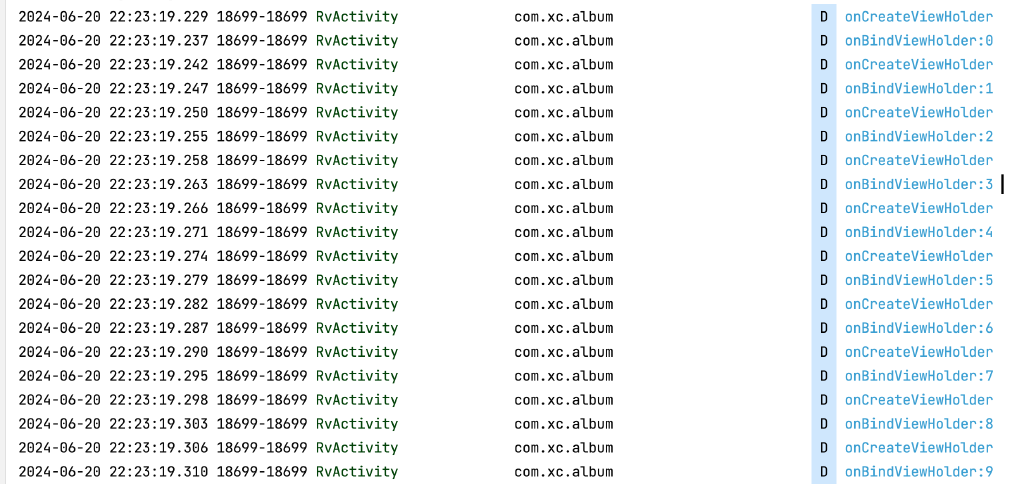 2024-06-20 22:23:19.229 18699-18699 RvActivity com.xc.album D onCreateViewHolder
2024-06-20 22:23:19.237 18699-18699 RvActivity com.xc.album D onBindViewHolder:0
2024-06-20 22:23:19.242 18699-18699 RvActivity com.xc.album D onCreateViewHolder
2024-06-20 22:23:19.247 18699-18699 RvActivity com.xc.album D onBindViewHolder:1
2024-06-20 22:23:19.250 18699-18699 RvActivity com.xc.album D onCreateViewHolder
2024-06-20 22:23:19.255 18699-18699 RvActivity com.xc.album D onBindViewHolder:2
2024-06-20 22:23:19.258 18699-18699 RvActivity com.xc.album D onCreateViewHolder
2024-06-20 22:23:19.263 18699-18699 RvActivity com.xc.album D onBindViewHolder:3
2024-06-20 22:23:19.266 18699-18699 RvActivity com.xc.album D onCreateViewHolder
2024-06-20 22:23:19.271 18699-18699 RvActivity com.xc.album D onBindViewHolder:4
2024-06-20 22:23:19.274 18699-18699 RvActivity com.xc.album D onCreateViewHolder
2024-06-20 22:23:19.279 18699-18699 RvActivity com.xc.album D onBindViewHolder:5
2024-06-20 22:23:19.282 18699-18699 RvActivity com.xc.album D onCreateViewHolder
2024-06-20 22:23:19.287 18699-18699 RvActivity com.xc.album D onBindViewHolder:6
2024-06-20 22:23:19.290 18699-18699 RvActivity com.xc.album D onCreateViewHolder
2024-06-20 22:23:19.295 18699-18699 RvActivity com.xc.album D onBindViewHolder:7
2024-06-20 22:23:19.298 18699-18699 RvActivity com.xc.album D onCreateViewHolder
2024-06-20 22:23:19.303 18699-18699 RvActivity com.xc.album D onBindViewHolder:8
2024-06-20 22:23:19.306 18699-18699 RvActivity com.xc.album D onCreateViewHolder
2024-06-20 22:23:19.310 18699-18699 RvActivity com.xc.album D onBindViewHolder:9